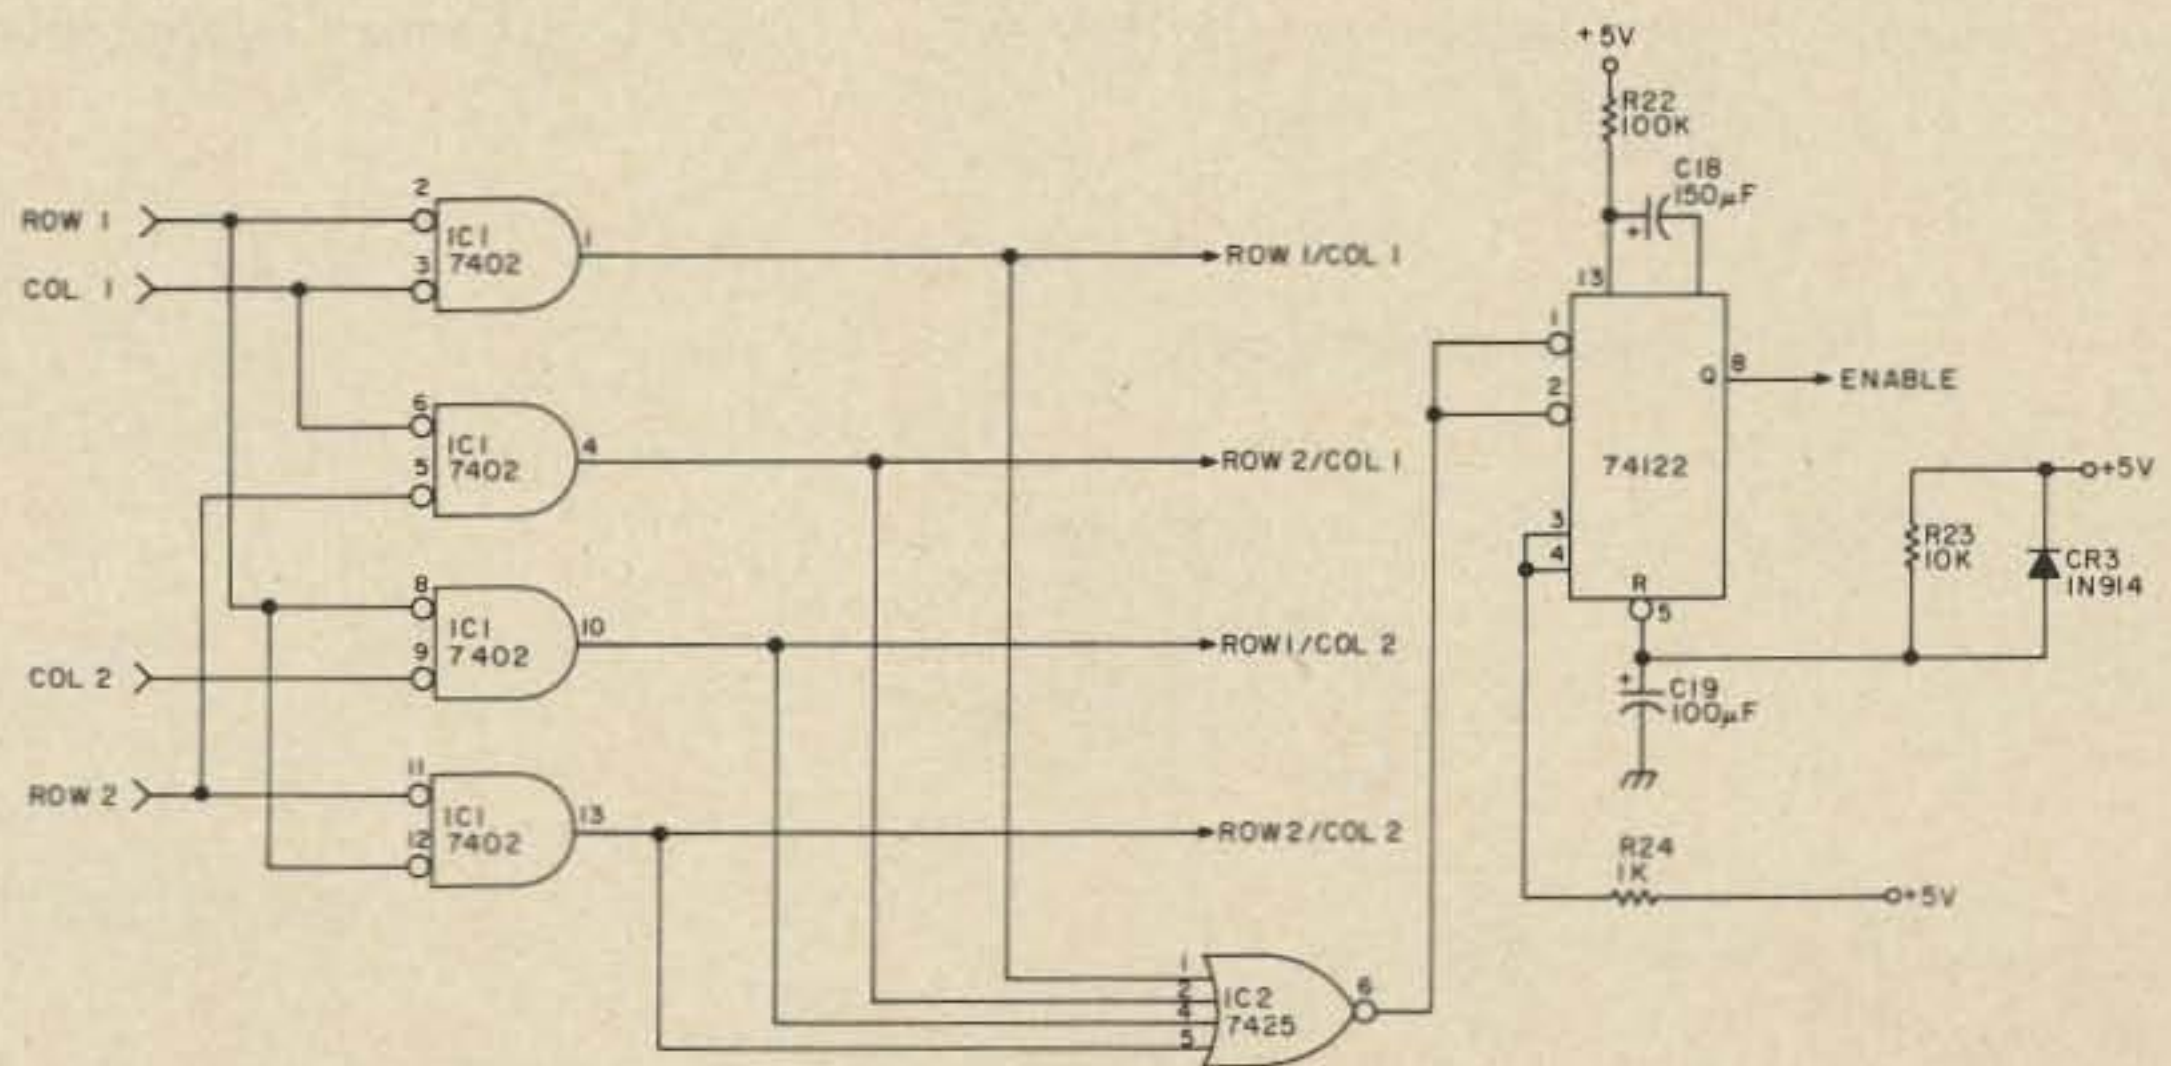 +5V
R22
100K
C18
150µF
+
13
ROW 1
COL 1
2
3
IC1
7402
1
ROW 1/COL 1
6
5
IC1
7402
4
ROW 2/COL 1
1
2
3
4
74122
Q
8
ENABLE
R
5
+5V
R23
10K
CR3
1N914
COL 2
8
9
IC1
7402
10
ROW1/COL 2
+
C19
100µF
ROW 2
11
12
IC1
7402
13
ROW2/COL 2
R24
1K
+5V
1
2
4
5
IC2
7425
6